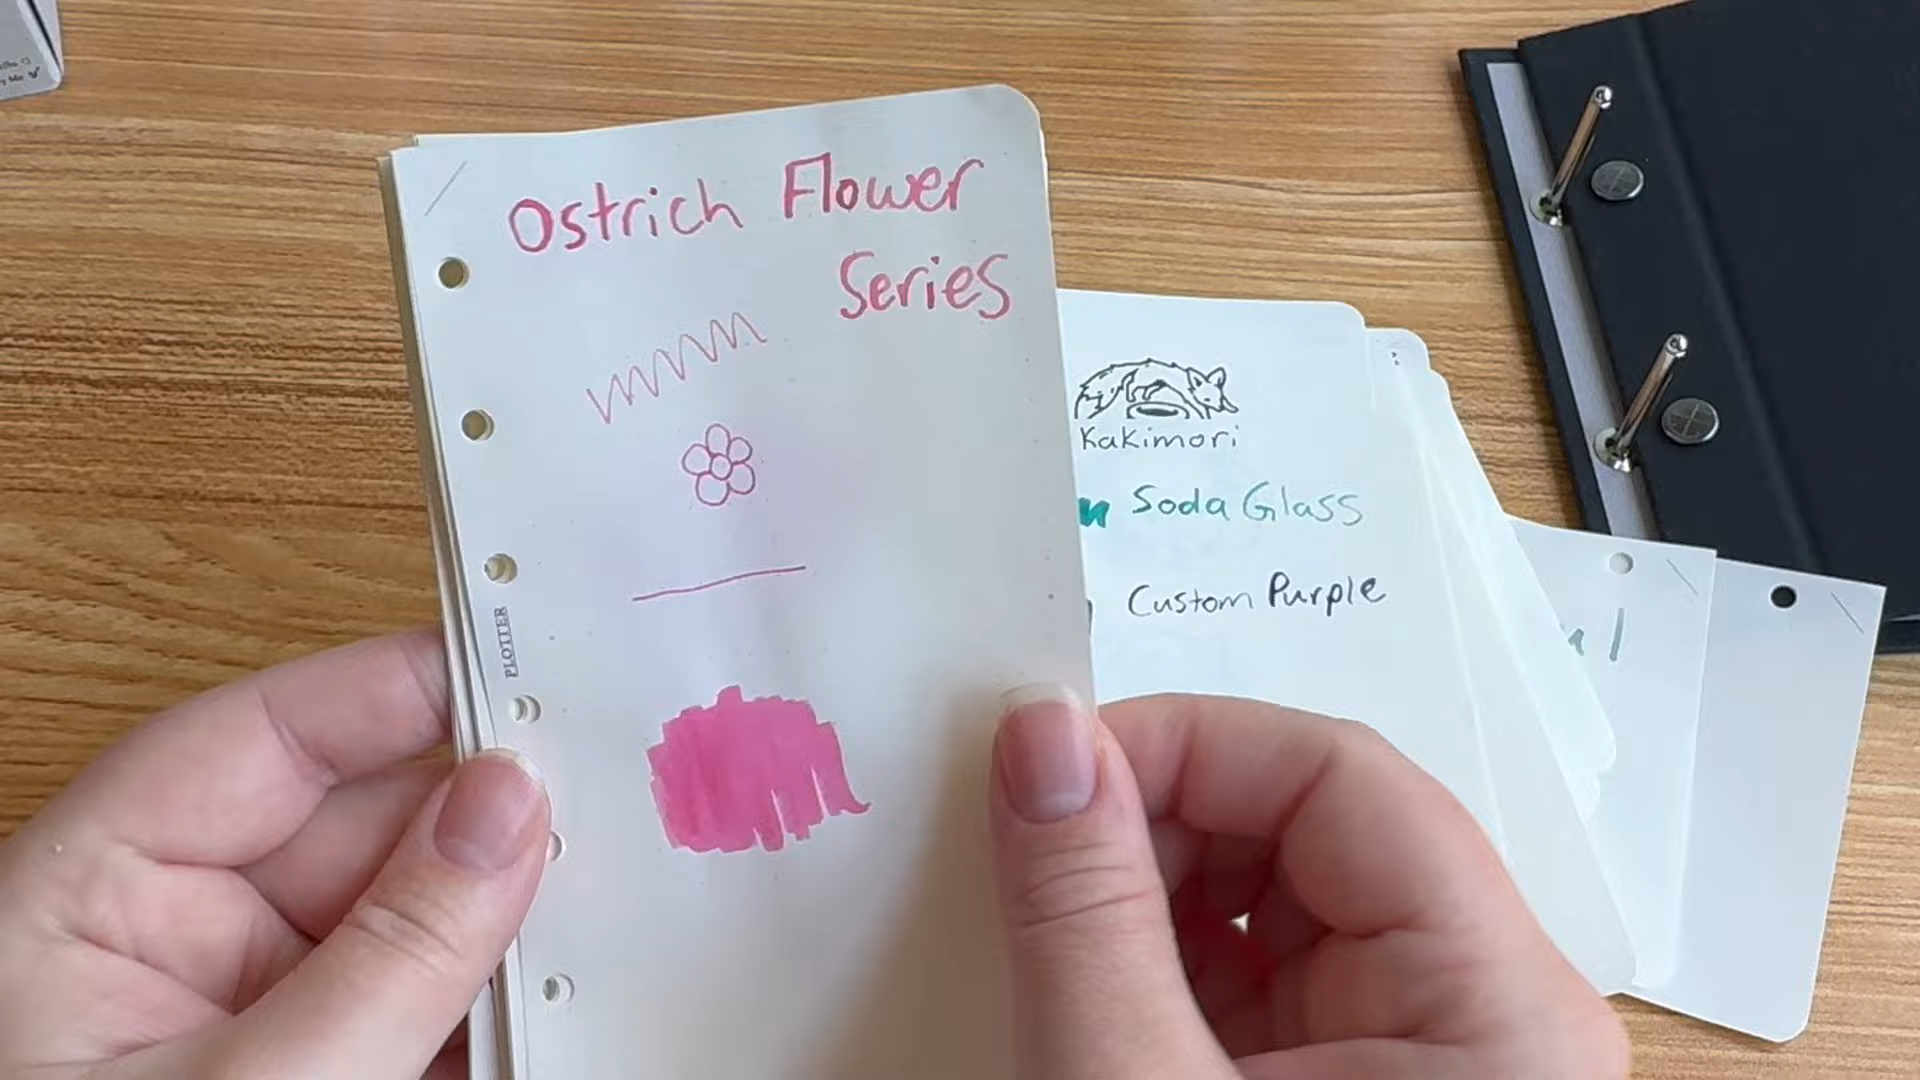 Ostrich Flower
Series
PLOTTER
Kakimori
Soda Glass
Custom Purple